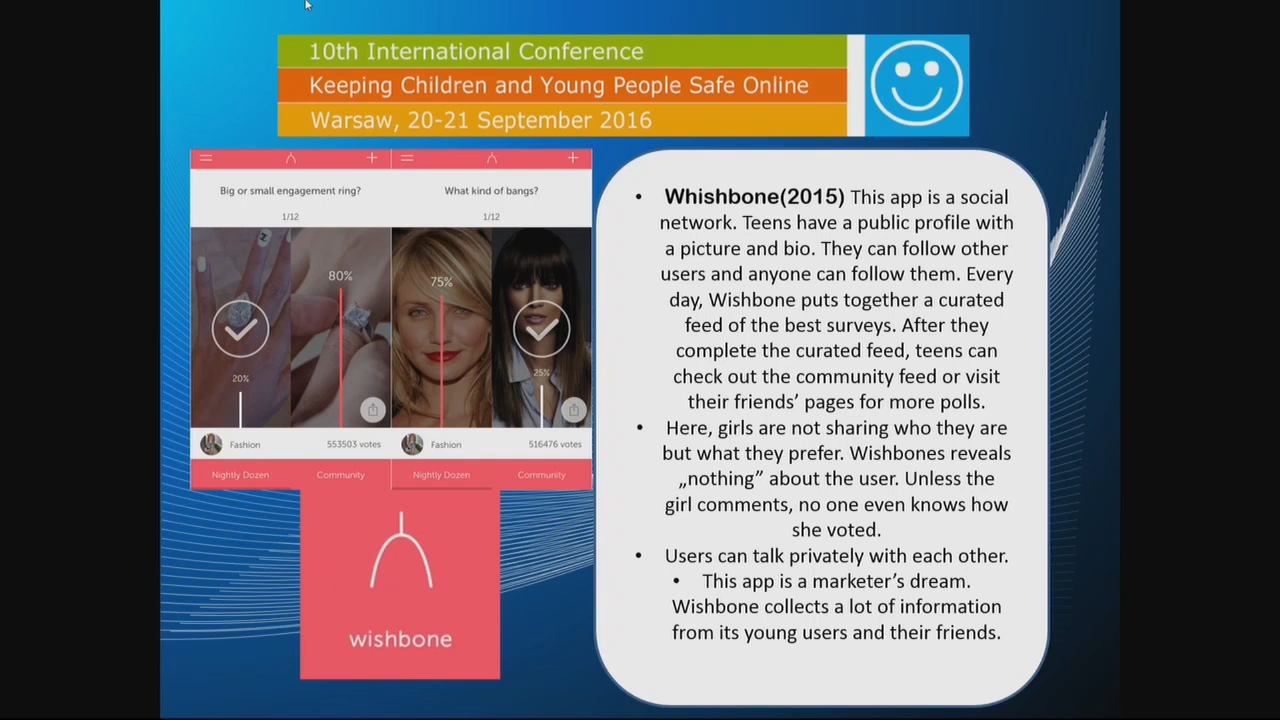 10th International Conference
Keeping Children and Young People Safe Online
Warsaw, 20-21 September 2016
Big or small engagement ring?
1/12
20%
80%
Fashion
553503 votes
Nightly Dozen
Community
What kind of bangs?
1/12
75%
25%
Fashion
516476 votes
Nightly Dozen
Community
wishbone
• Whishbone(2015) This app is a social
network. Teens have a public profile with
a picture and bio. They can follow other
users and anyone can follow them. Every
day, Wishbone puts together a curated
feed of the best surveys. After they
complete the curated feed, teens can
check out the community feed or visit
their friends’ pages for more polls.
• Here, girls are not sharing who they are
but what they prefer. Wishbones reveals
„nothing” about the user. Unless the
girl comments, no one even knows how
she voted.
• Users can talk privately with each other.
• This app is a marketer’s dream.
Wishbone collects a lot of information
from its young users and their friends.